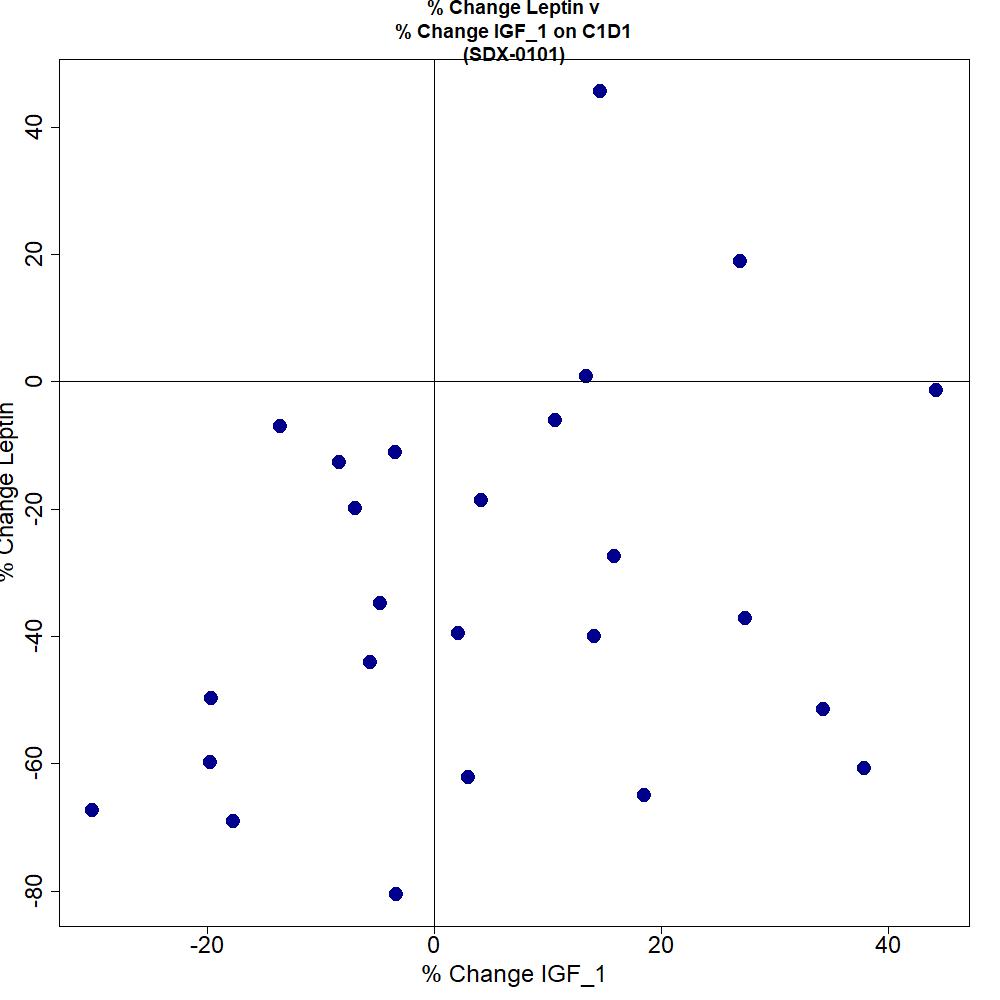 % Change Leptin v
% Change IGF_1 on C1D1
(SDX-0101)
% Change Leptin
40
20
0
-20
-40
-60
-80
-20
0
20
40
% Change IGF_1